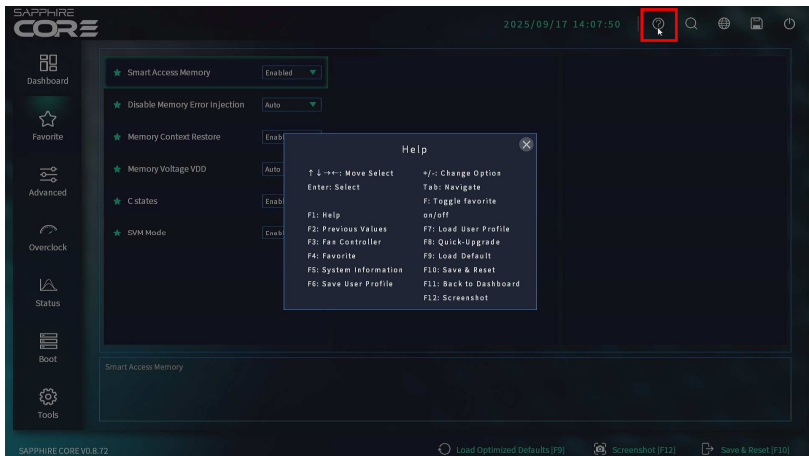 SAPPHIRE
CORE
2025/09/17 14:07:50
Dashboard
Favorite
Advanced
Overclock
Status
Boot
Tools
Smart Access Memory Enabled
Disable Memory Error Injection Auto
Memory Context Restore Enabl
Memory Voltage VDD Auto
C states Enabl
SVM Mode Enabl
Help
↑↓→←: Move Select +/-: Change Option
Enter: Select Tab: Navigate
F: Toggle favorite
F1: Help on/off
F2: Previous Values F7: Load User Profile
F3: Fan Controller F8: Quick-Upgrade
F4: Favorite F9: Load Default
F5: System Information F10: Save & Reset
F6: Save User Profile F11: Back to Dashboard
F12: Screenshot
Smart Access Memory
SAPPHIRE CORE V0.8.72 Load Optimized Defaults [F9] Screenshot [F12] Save & Reset [F10]